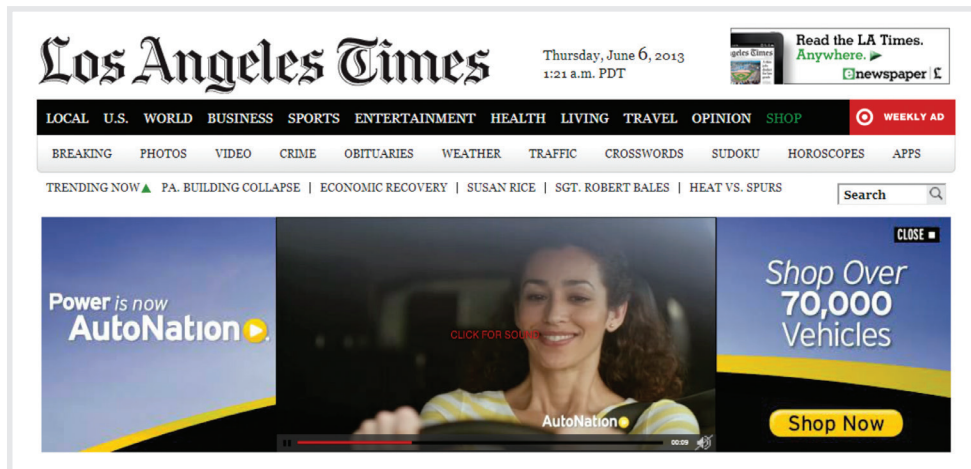 Los Angeles Times
Thursday, June 6, 2013
1:21 a.m. PDT
Read the LA Times.
Anywhere.
enewspaper
LOCAL U.S. WORLD BUSINESS SPORTS ENTERTAINMENT HEALTH LIVING TRAVEL OPINION SHOP WEEKLY AD
BREAKING PHOTOS VIDEO CRIME OBITUARIES WEATHER TRAFFIC CROSSWORDS SUDOKU HOROSCOPES APPS
TRENDING NOW▲ PA. BUILDING COLLAPSE | ECONOMIC RECOVERY | SUSAN RICE | SGT. ROBERT BALES | HEAT VS. SPURS
Search
Power is now
AutoNation
CLICK FOR SOUND
AutoNation
00:09
CLOSE
Shop Over
70,000
Vehicles
Shop Now